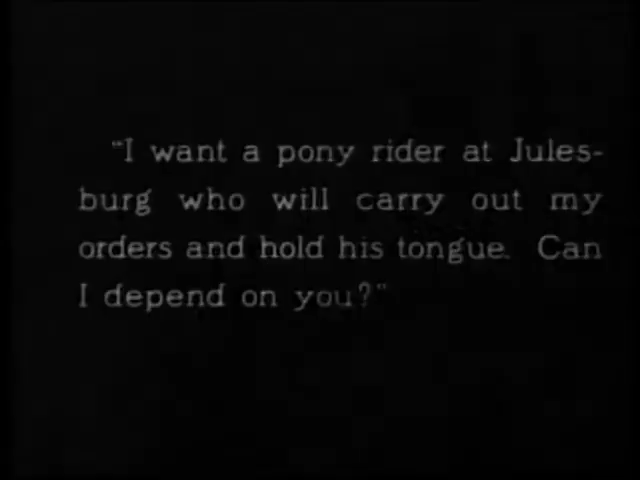 "I want a pony rider at Jules-
burg who will carry out my
orders and hold his tongue. Can
I depend on you?"